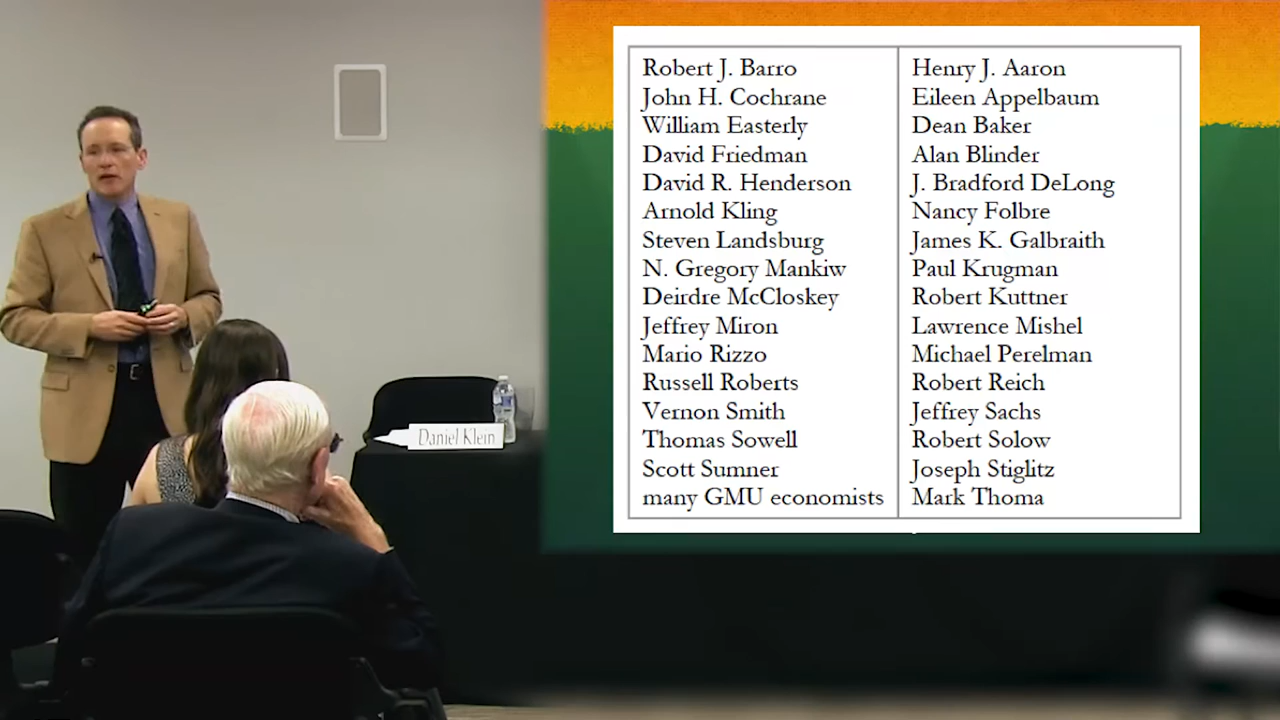 Robert J. Barro
John H. Cochrane
William Easterly
David Friedman
David R. Henderson
Arnold Kling
Steven Landsburg
N. Gregory Mankiw
Deirdre McCloskey
Jeffrey Miron
Mario Rizzo
Russell Roberts
Vernon Smith
Thomas Sowell
Scott Sumner
many GMU economists
Henry J. Aaron
Eileen Appelbaum
Dean Baker
Alan Blinder
J. Bradford DeLong
Nancy Folbre
James K. Galbraith
Paul Krugman
Robert Kuttner
Lawrence Mishel
Michael Perelman
Robert Reich
Jeffrey Sachs
Robert Solow
Joseph Stiglitz
Mark Thoma
Daniel Klein